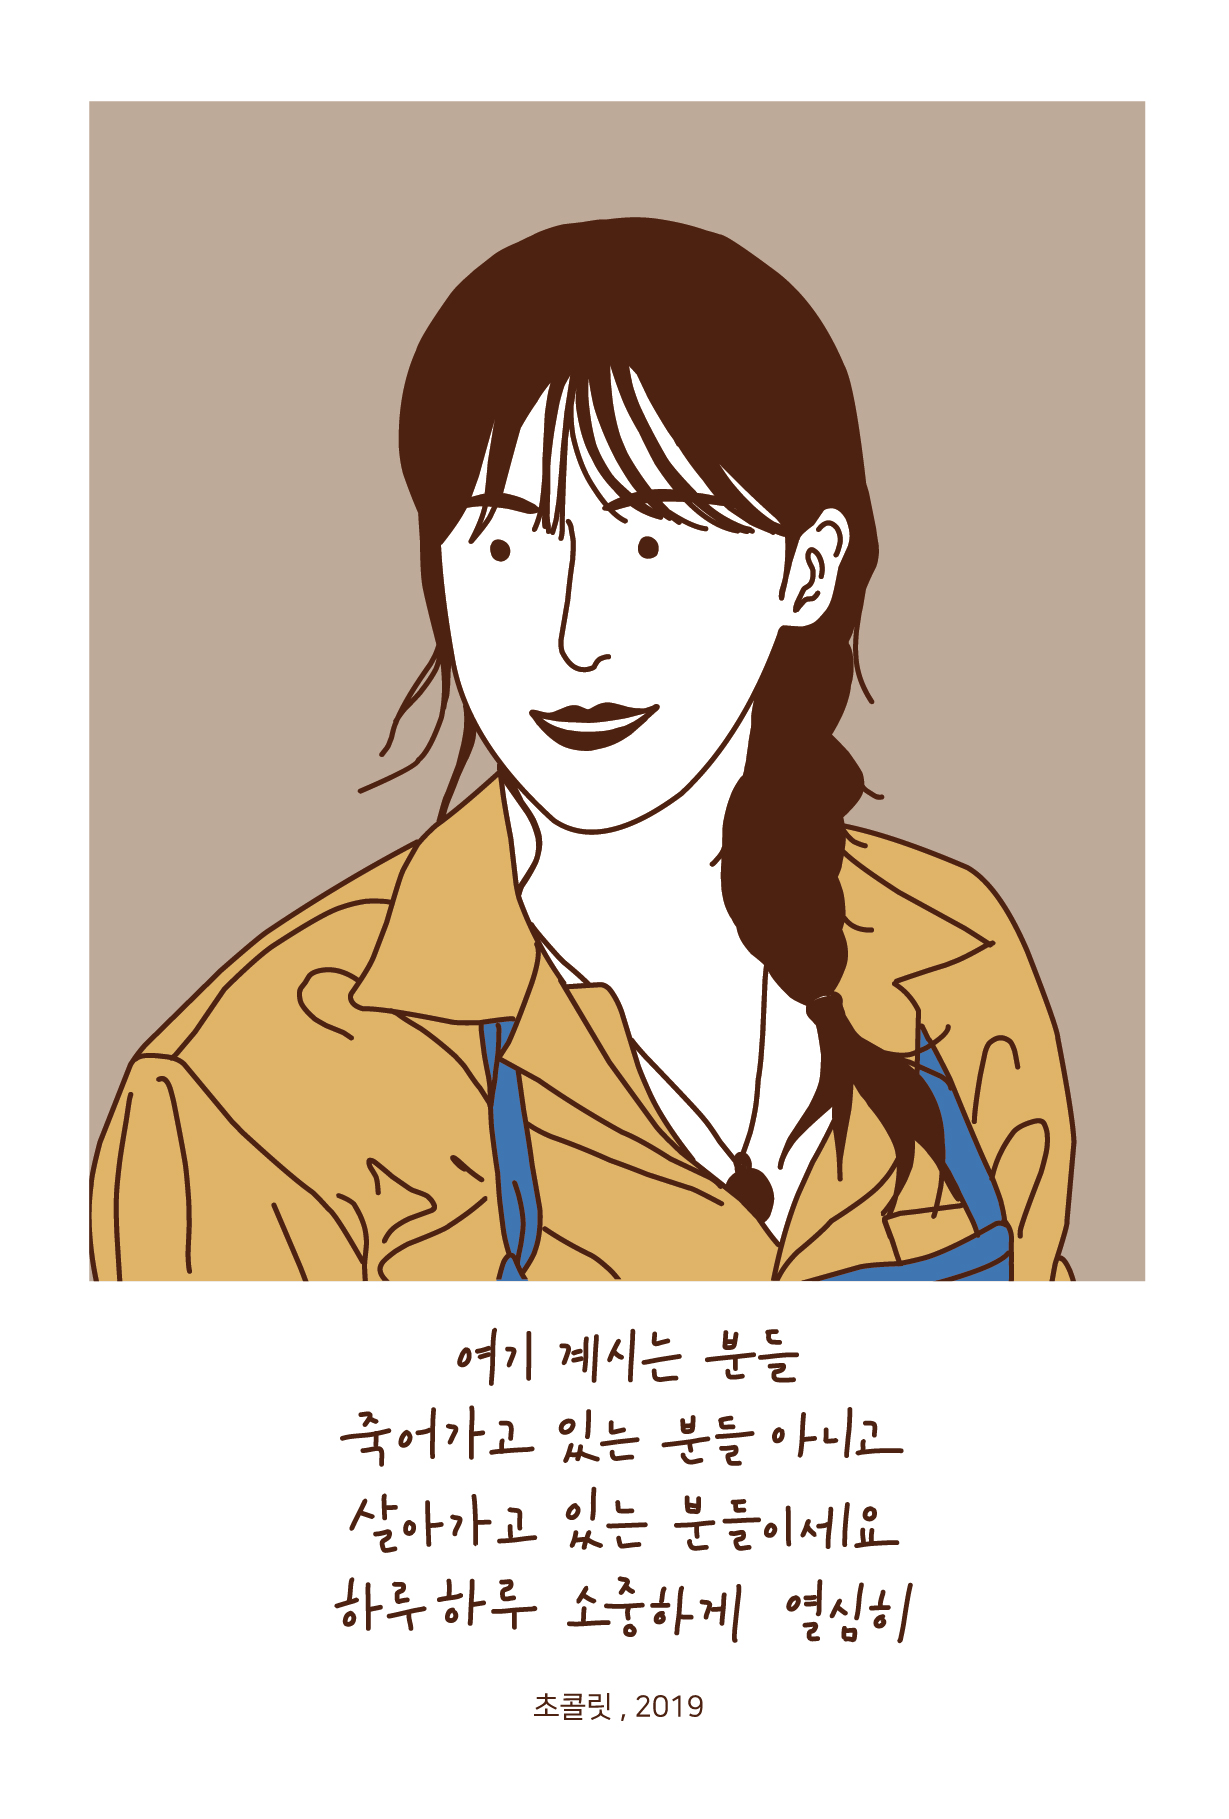 여기 계시는 분들
죽어가고 있는 분들 아니고
살아가고 있는 분들이세요
하루하루 소중하게 열심히
초콜릿 , 2019